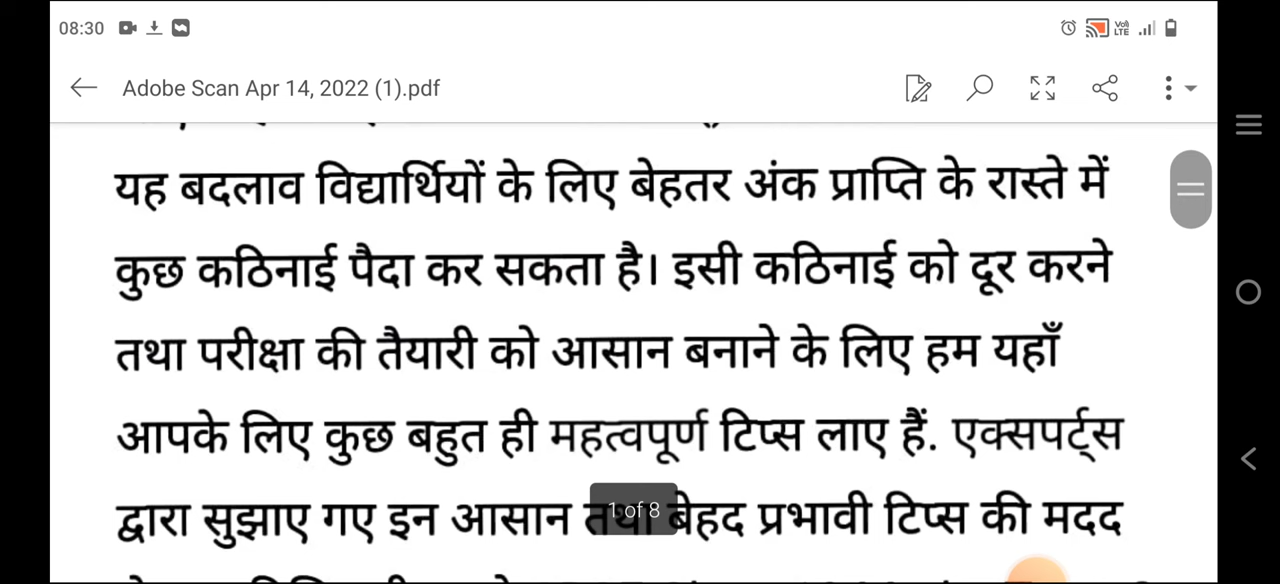 08:30
Adobe Scan Apr 14, 2022 (1).pdf
यह बदलाव विद्यार्थियों के लिए बेहतर अंक प्राप्ति के रास्ते में
कुछ कठिनाई पैदा कर सकता है। इसी कठिनाई को दूर करने
तथा परीक्षा की तैयारी को आसान बनाने के लिए हम यहाँ
आपके लिए कुछ बहुत ही महत्वपूर्ण टिप्स लाए हैं. एक्सपर्ट्स
द्वारा सुझाए गए इन आसान तथा बेहद प्रभावी टिप्स की मदद
1 of 8